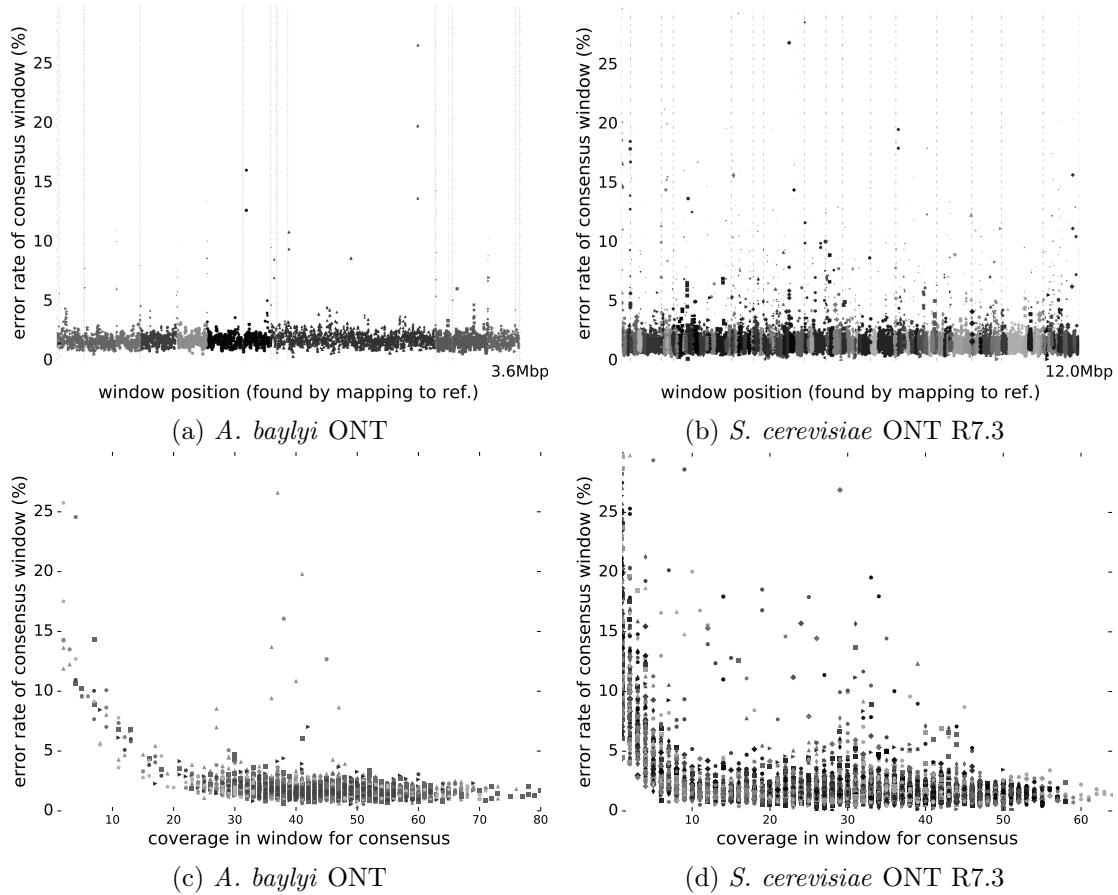 error rate of consensus window (%)
25
20
15
10
5
0
3.6Mbp
window position (found by mapping to ref.)
(a) A. baylyi ONT
error rate of consensus window (%)
25
20
15
10
5
0
12.0Mbp
window position (found by mapping to ref.)
(b) S. cerevisiae ONT R7.3
error rate of consensus window (%)
25
20
15
10
5
0
10 20 30 40 50 60 70 80
coverage in window for consensus
(c) A. baylyi ONT
error rate of consensus window (%)
25
20
15
10
5
0
10 20 30 40 50 60
coverage in window for consensus
(d) S. cerevisiae ONT R7.3